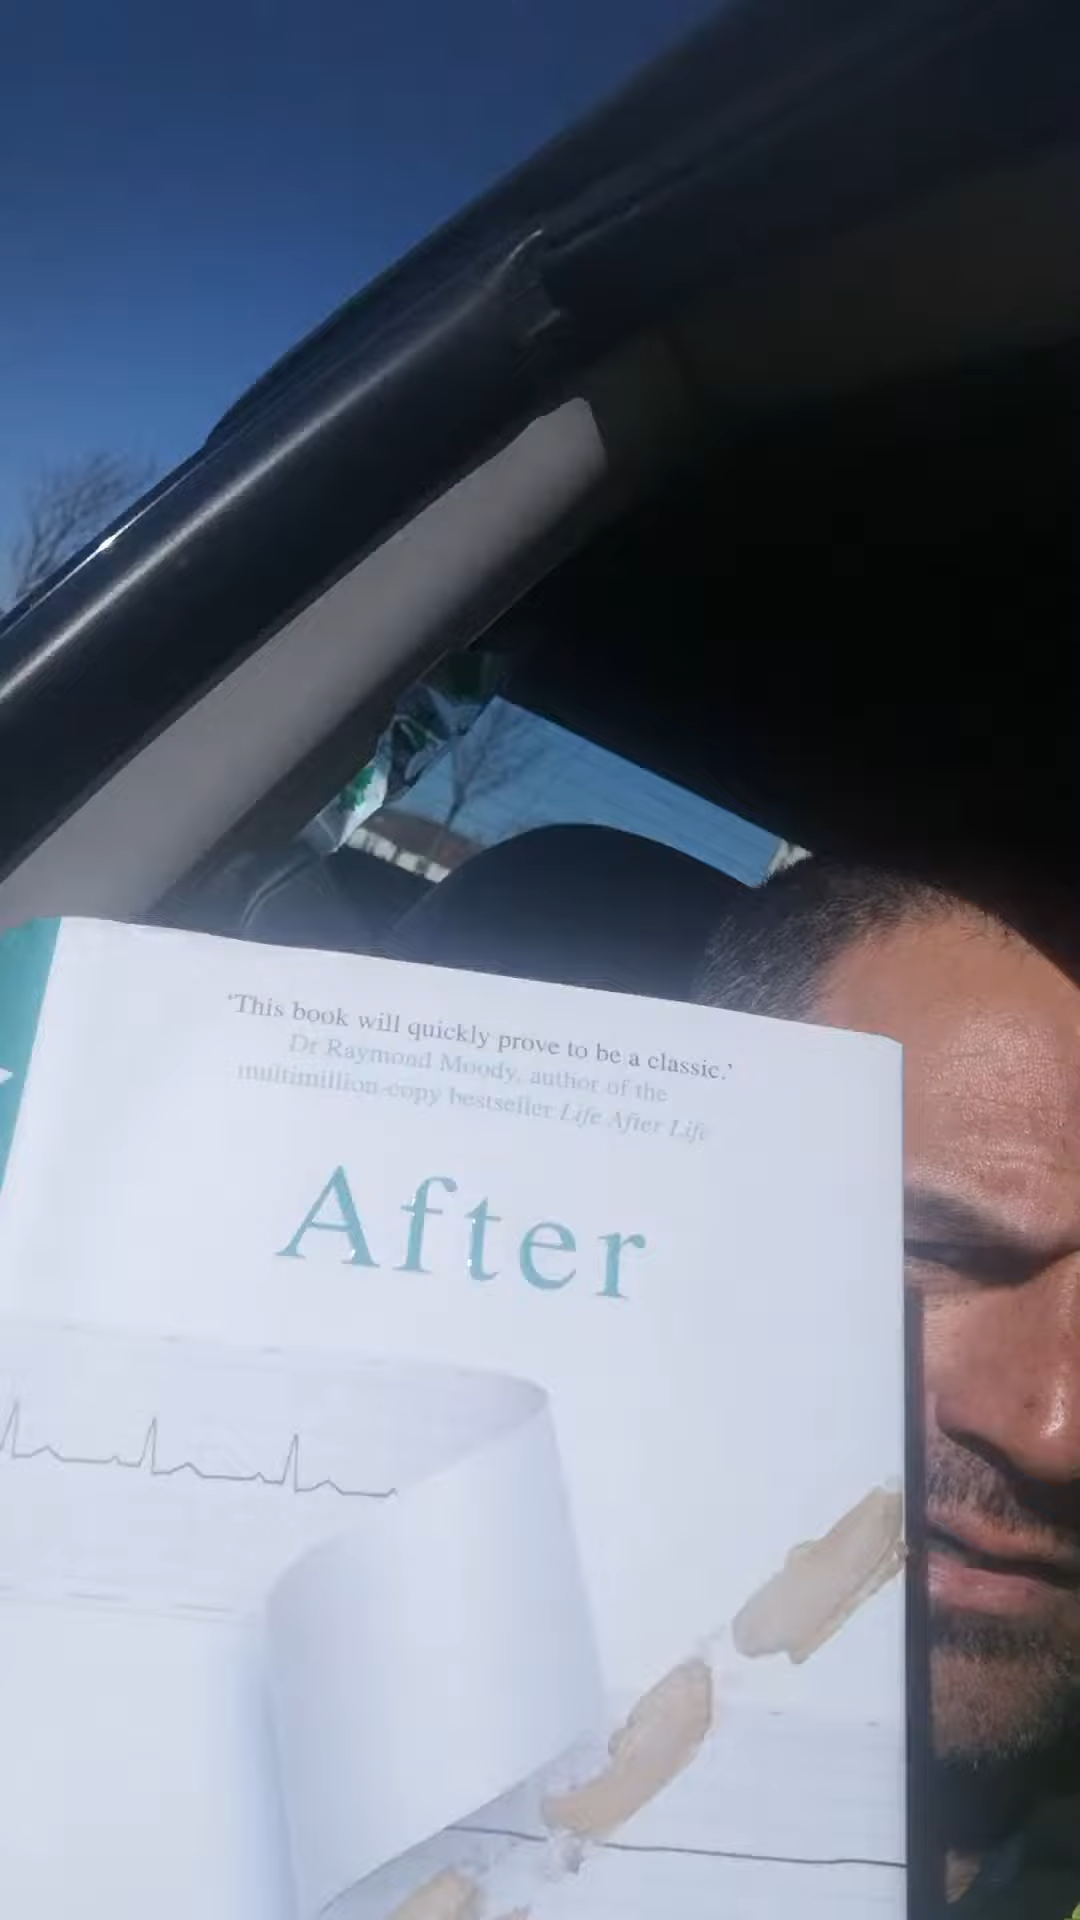 'This book will quickly prove to be a classic.'
Dr Raymond Moody, author of the
multimillion-copy bestseller Life After Life
After